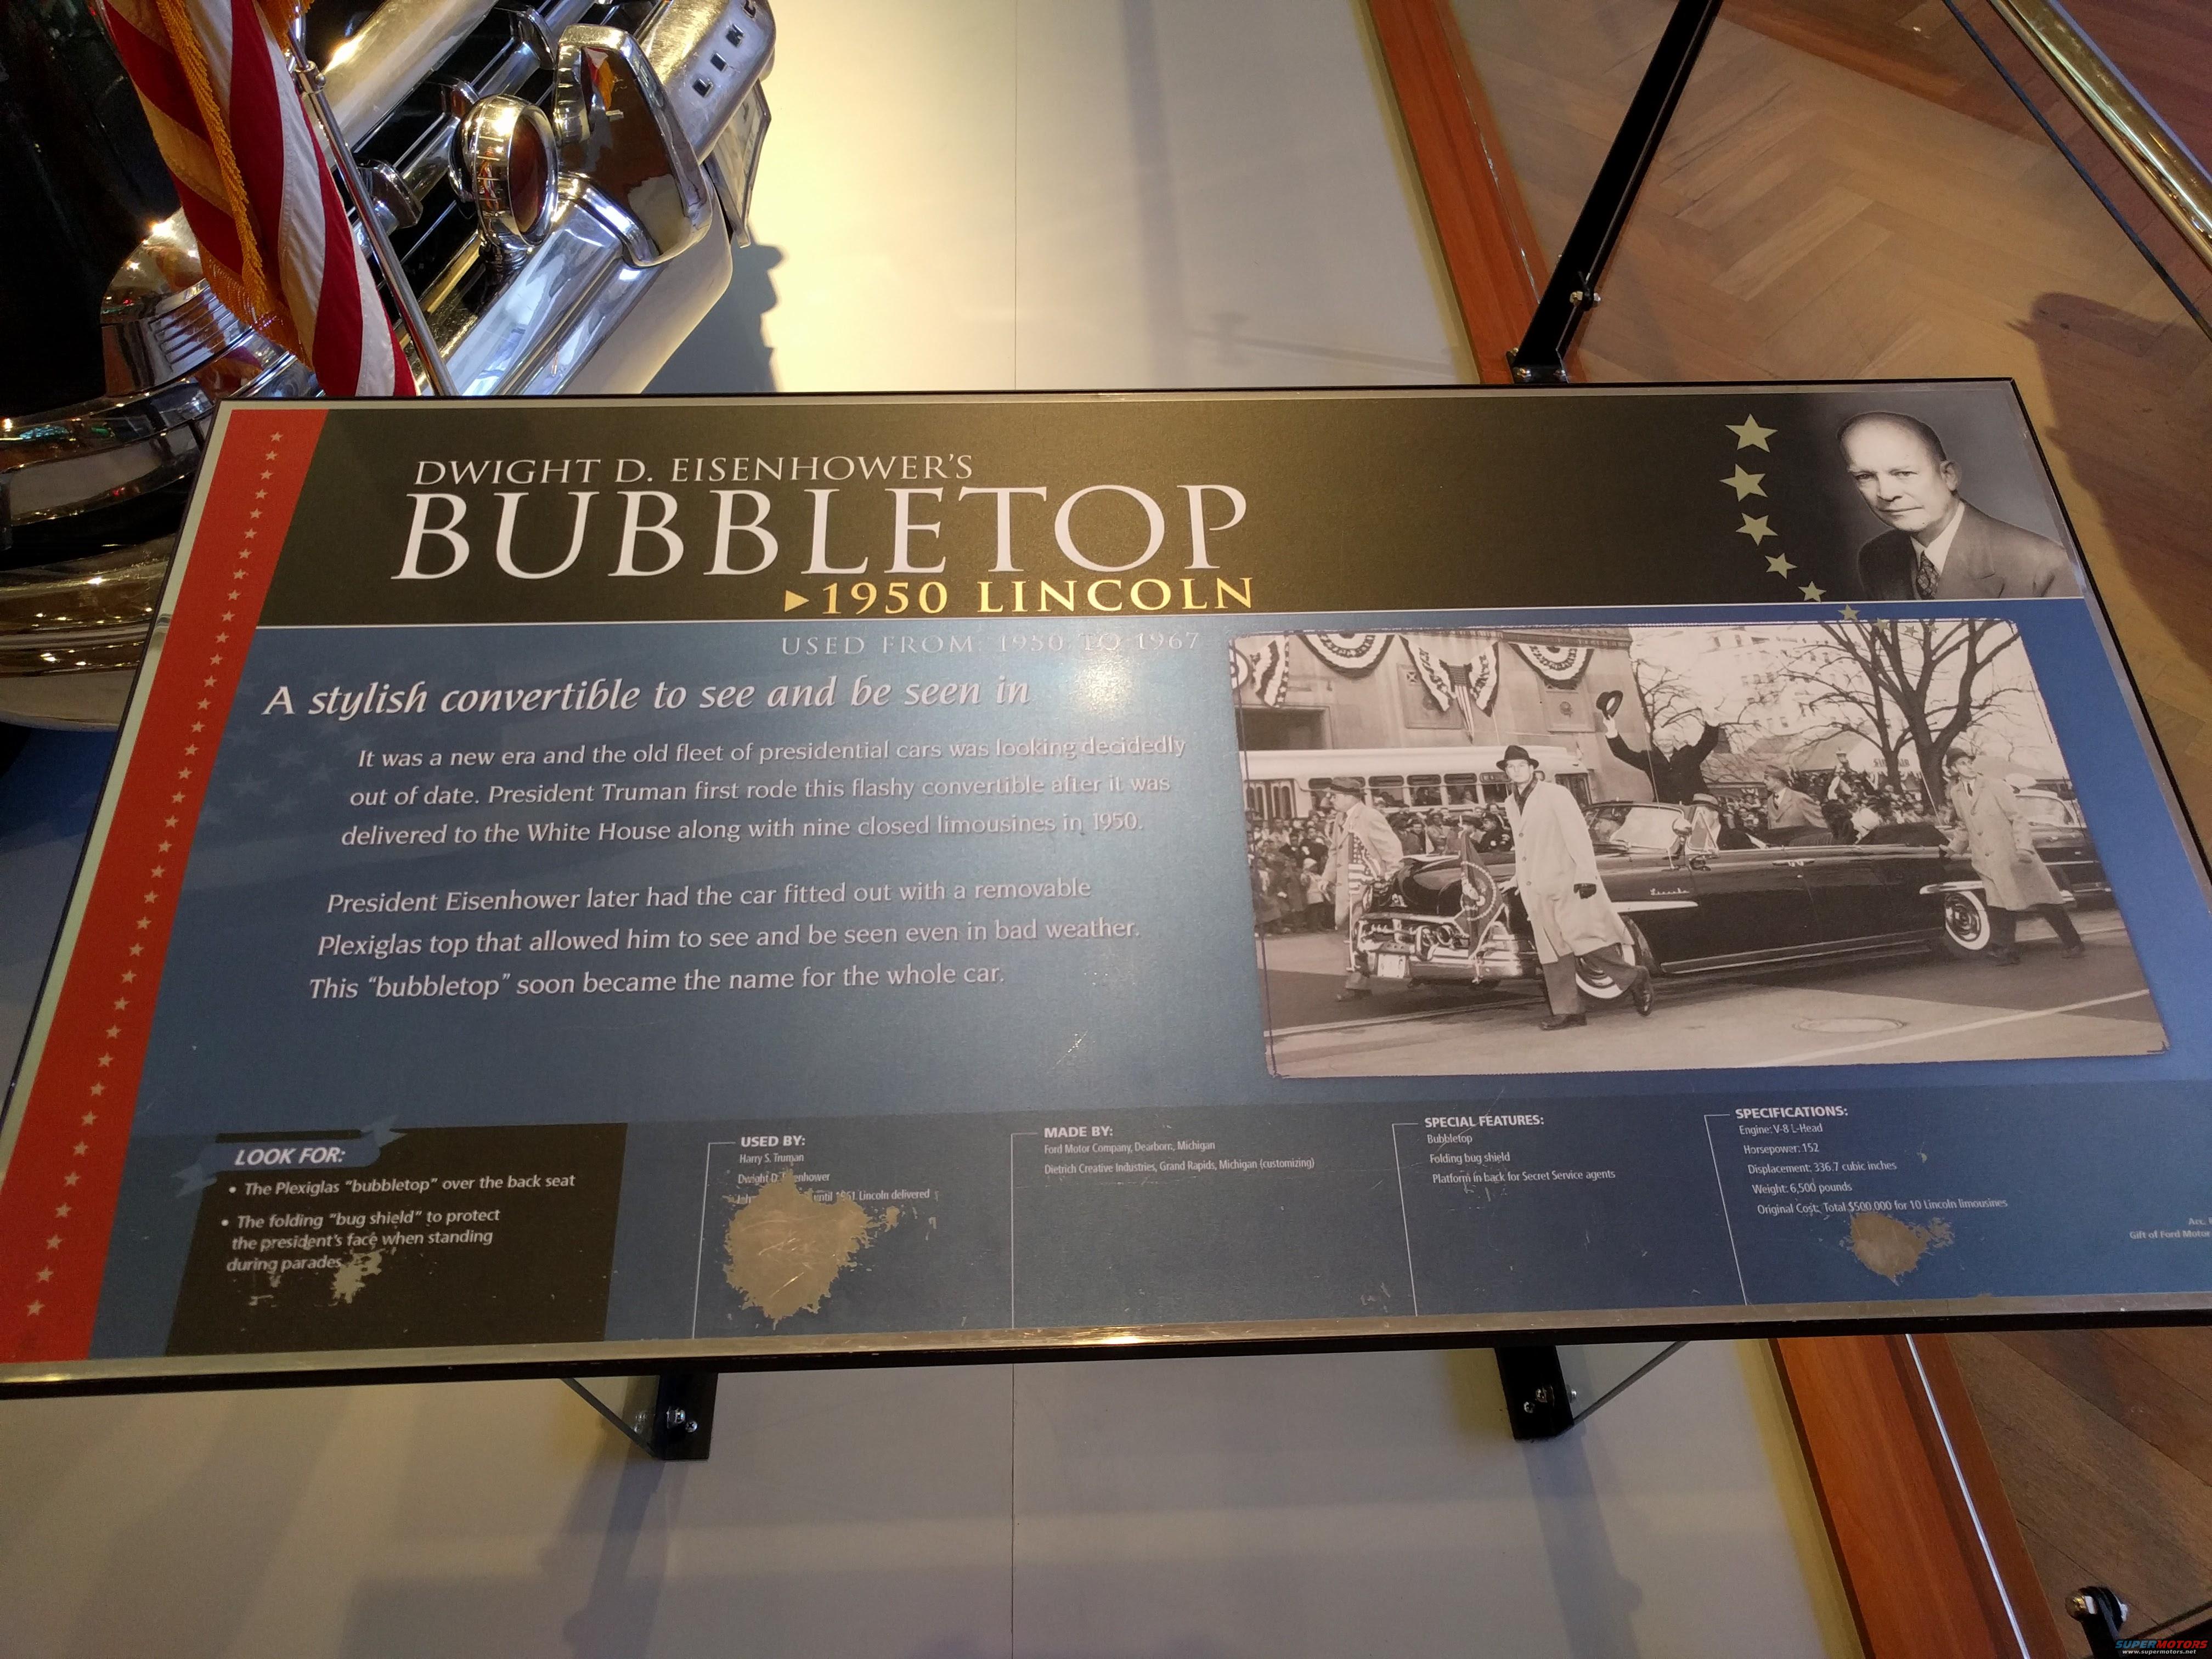 LINC
DWIGHT D. EISENHOWER'S
BUBBLETOP
▸1950 LINCOLN
USED FROM: 1950 TO 1967
A stylish convertible to see and be seen in
It was a new era and the old fleet of presidential cars was looking decidedly
out of date. President Truman first rode this flashy convertible after it was
delivered to the White House along with nine closed limousines in 1950.
President Eisenhower later had the car fitted out with a removable
Plexiglas top that allowed him to see and be seen even in bad weather.
This “bubbletop” soon became the name for the whole car.
Lincoln
LOOK FOR:
• The Plexiglas “bubbletop” over the back seat
• The folding “bug shield” to protect
the president's face when standing
during parades
USED BY:
Harry S. Truman
Dwight D. Eisenhower
until 1961 Lincoln delivered
MADE BY:
Ford Motor Company, Dearborn, Michigan
Dietrich Creative Industries, Grand Rapids, Michigan (customizing)
SPECIAL FEATURES:
Bubbletop
Folding bug shield
Platform in back for Secret Service agents
SPECIFICATIONS:
Engine: V-8 L-Head
Horsepower: 152
Displacement: 336.7 cubic inches
Weight: 6,500 pounds
Original Cost: Total $500,000 for 10 Lincoln limousines
Acc.
Gift of Ford Motor
SUPERMOTORS
www.supermotors.net